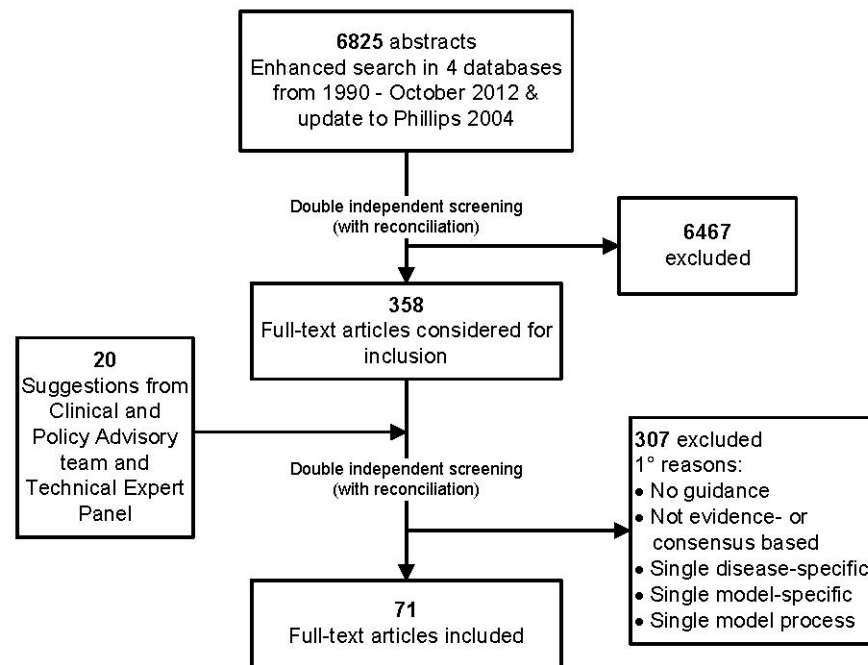 6825 abstracts
Enhanced search in 4 databases
from 1990 - October 2012 &
update to Phillips 2004
Double independent screening
(with reconciliation)
6467
excluded
358
Full-text articles considered for
inclusion
20
Suggestions from
Clinical and
Policy Advisory
team and
Technical Expert
Panel
Double independent screening
(with reconciliation)
307 excluded
1° reasons:
• No guidance
• Not evidence- or
consensus based
• Single disease-specific
• Single model-specific
• Single model process
71
Full-text articles included